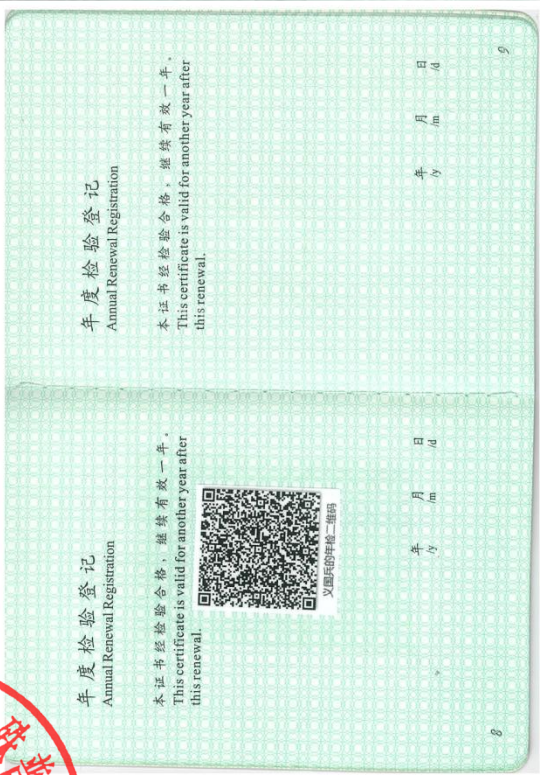 年度检验登记
Annual Renewal Registration
本证书经检验合格，继续有效一年。
This certificate is valid for another year after
this renewal.
义国兵的年检二维码
年 月 日
/y /m /d
8
年度检验登记
Annual Renewal Registration
本证书经检验合格，继续有效一年。
This certificate is valid for another year after
this renewal.
年 月 日
/y /m /d
9